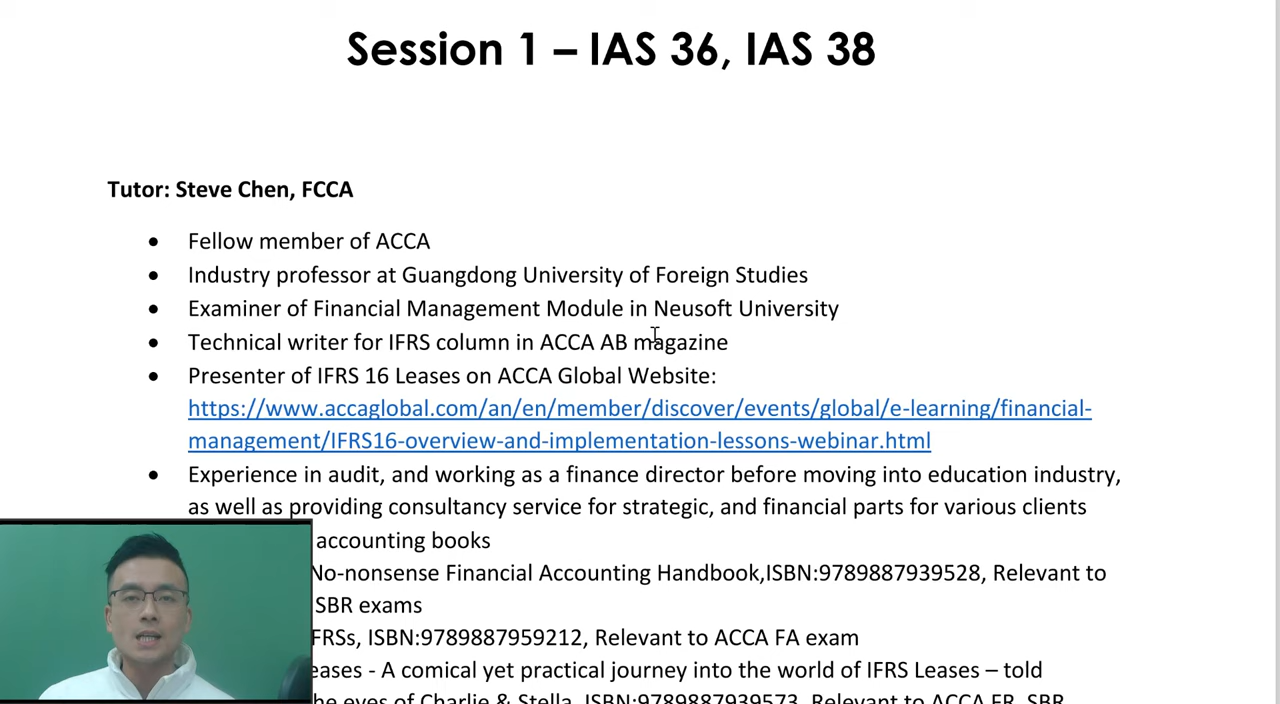 Session 1 – IAS 36, IAS 38
Tutor: Steve Chen, FCCA
• Fellow member of ACCA
• Industry professor at Guangdong University of Foreign Studies
• Examiner of Financial Management Module in Neusoft University
• Technical writer for IFRS column in ACCA AB magazine
• Presenter of IFRS 16 Leases on ACCA Global Website:
https://www.accaglobal.com/an/en/member/discover/events/global/e-learning/financial-
management/IFRS16-overview-and-implementation-lessons-webinar.html
• Experience in audit, and working as a finance director before moving into education industry,
as well as providing consultancy service for strategic, and financial parts for various clients
accounting books
No-nonsense Financial Accounting Handbook,ISBN:9789887939528, Relevant to
SBR exams
FRSs, ISBN:9789887959212, Relevant to ACCA FA exam
eases - A comical yet practical journey into the world of IFRS Leases – told
he eyes of Charlie & Stella, ISBN:9789887939573, Relevant to ACCA FR, SBR